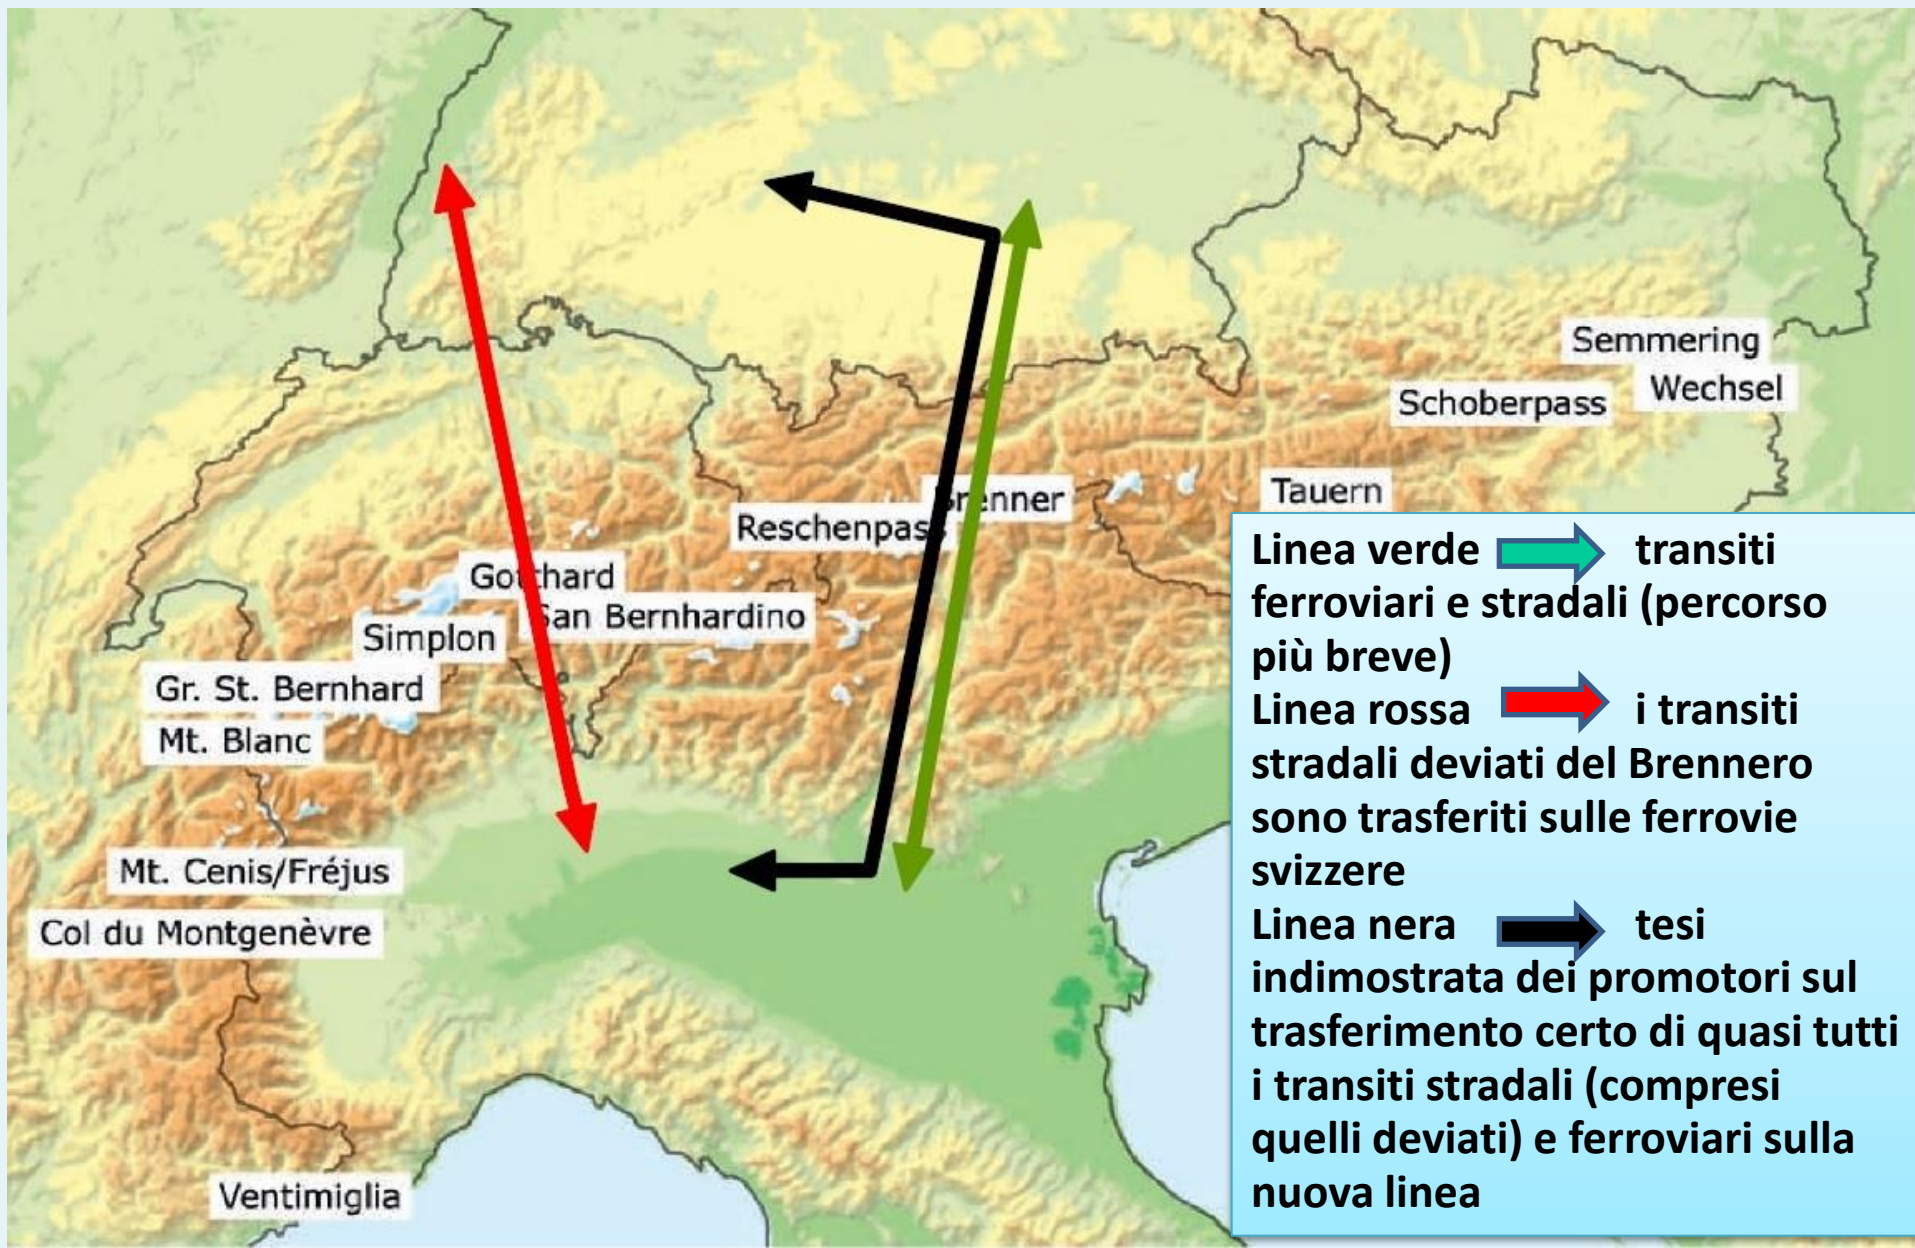 Semmering
Wechsel
Schoberpass
Tauern
Brenner
Reschenpass
Gotthard
San Bernhardino
Simplon
Gr. St. Bernhard
Mt. Blanc
Mt. Cenis/Fréjus
Col du Montgenèvre
Ventimiglia
Linea verde transiti
ferroviari e stradali (percorso
più breve)
Linea rossa i transiti
stradali deviati del Brennero
sono trasferiti sulle ferrovie
svizzere
Linea nera tesi
indimostrata dei promotori sul
trasferimento certo di quasi tutti
i transiti stradali (compresi
quelli deviati) e ferroviari sulla
nuova linea